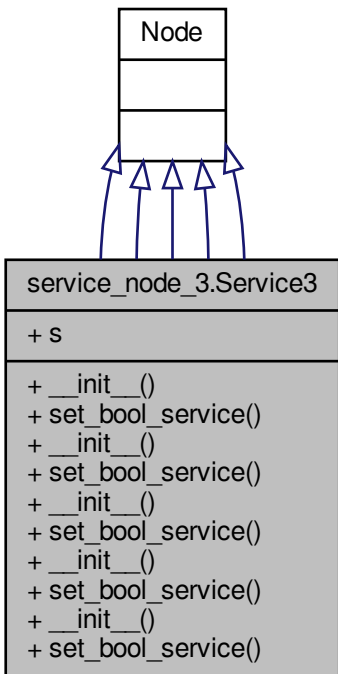 Node
service_node_3.Service3
+ s
+ __init__()
+ set_bool_service()
+ __init__()
+ set_bool_service()
+ __init__()
+ set_bool_service()
+ __init__()
+ set_bool_service()
+ __init__()
+ set_bool_service()